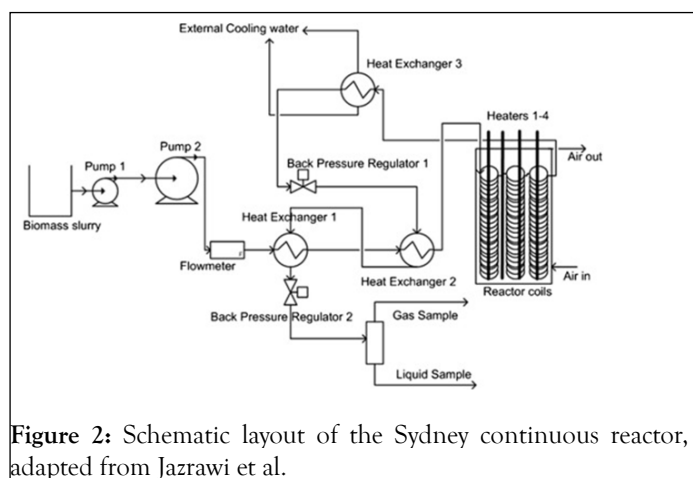 External Cooling water
Heat Exchanger 3
Heaters 1-4
Pump 2
Air out
Pump 1
Back Pressure Regulator 1
Heat Exchanger 1
Biomass slurry
Flowmeter
Heat Exchanger 2
Air in
Reactor coils
Back Pressure Regulator 2
Gas Sample
Liquid Sample
Figure 2: Schematic layout of the Sydney continuous reactor,
adapted from Jazrawi et al.